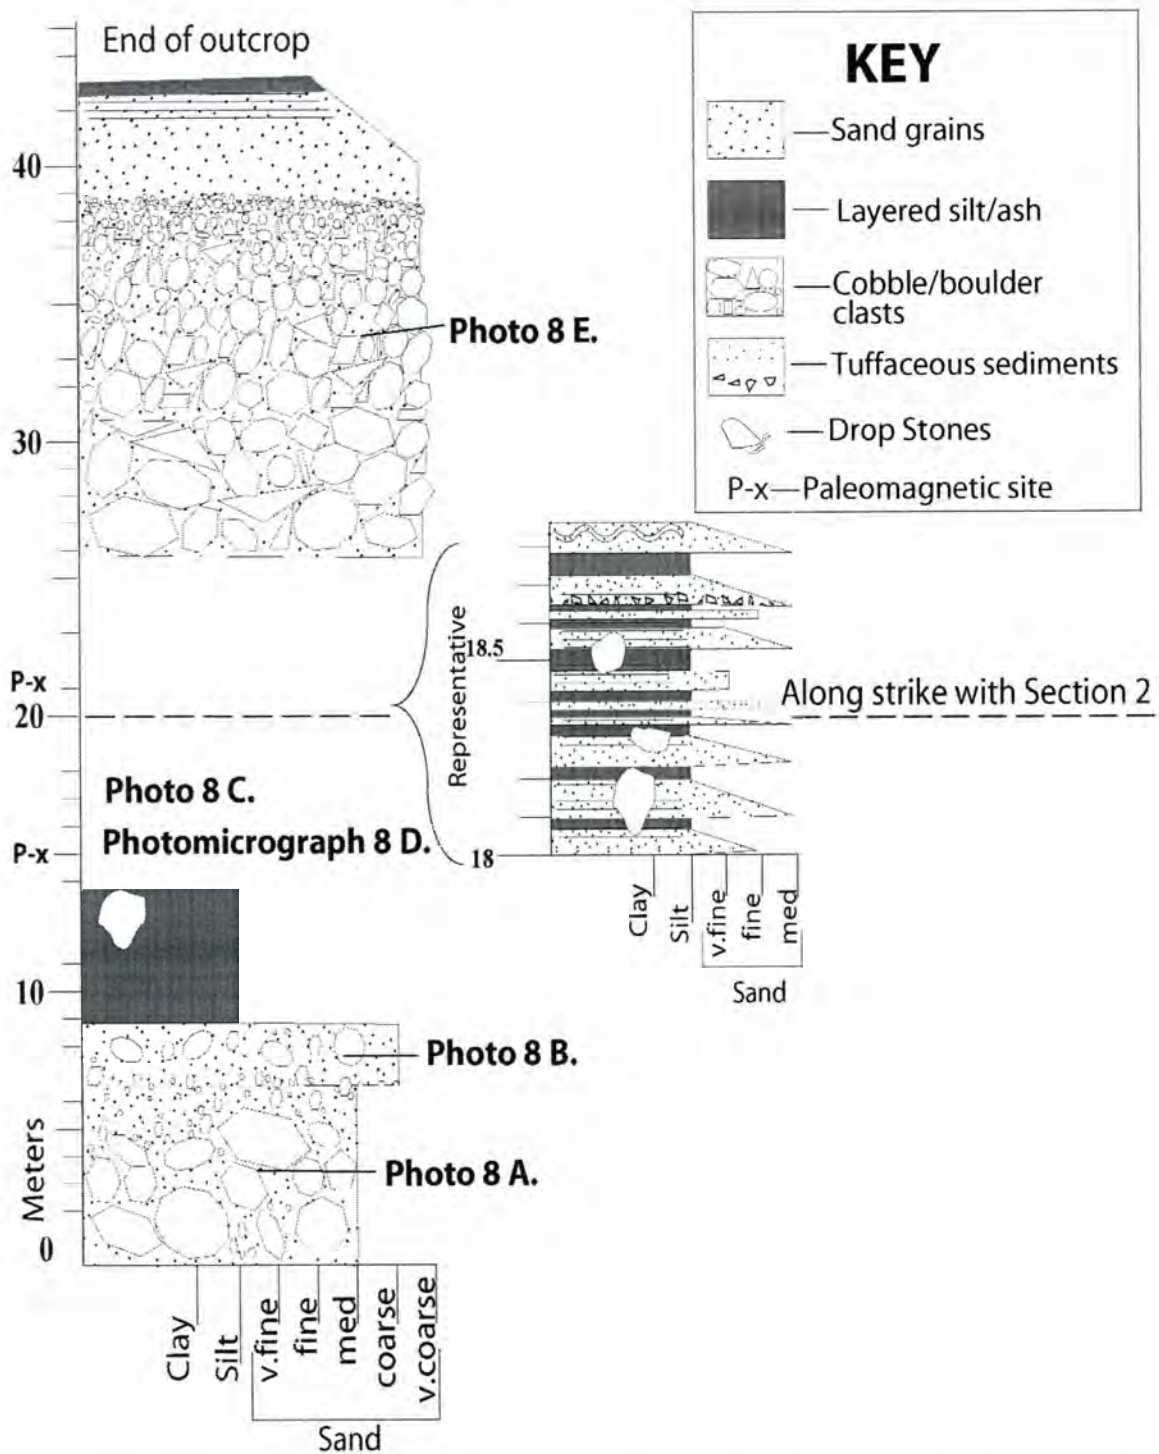 End of outcrop
40
Photo 8 E.
30
P-x
20
Photo 8 C.
Photomicrograph 8 D.
P-x
10
Photo 8 B.
Meters
Photo 8 A.
0
Clay
Silt
v.fine
fine
med
coarse
v.coarse
Sand
KEY
Sand grains
Layered silt/ash
Cobble/boulder
clasts
Tuffaceous sediments
Drop Stones
P-x—Paleomagnetic site
Representative
18.5
Along strike with Section 2
18
Clay
Silt
v.fine
fine
med
Sand